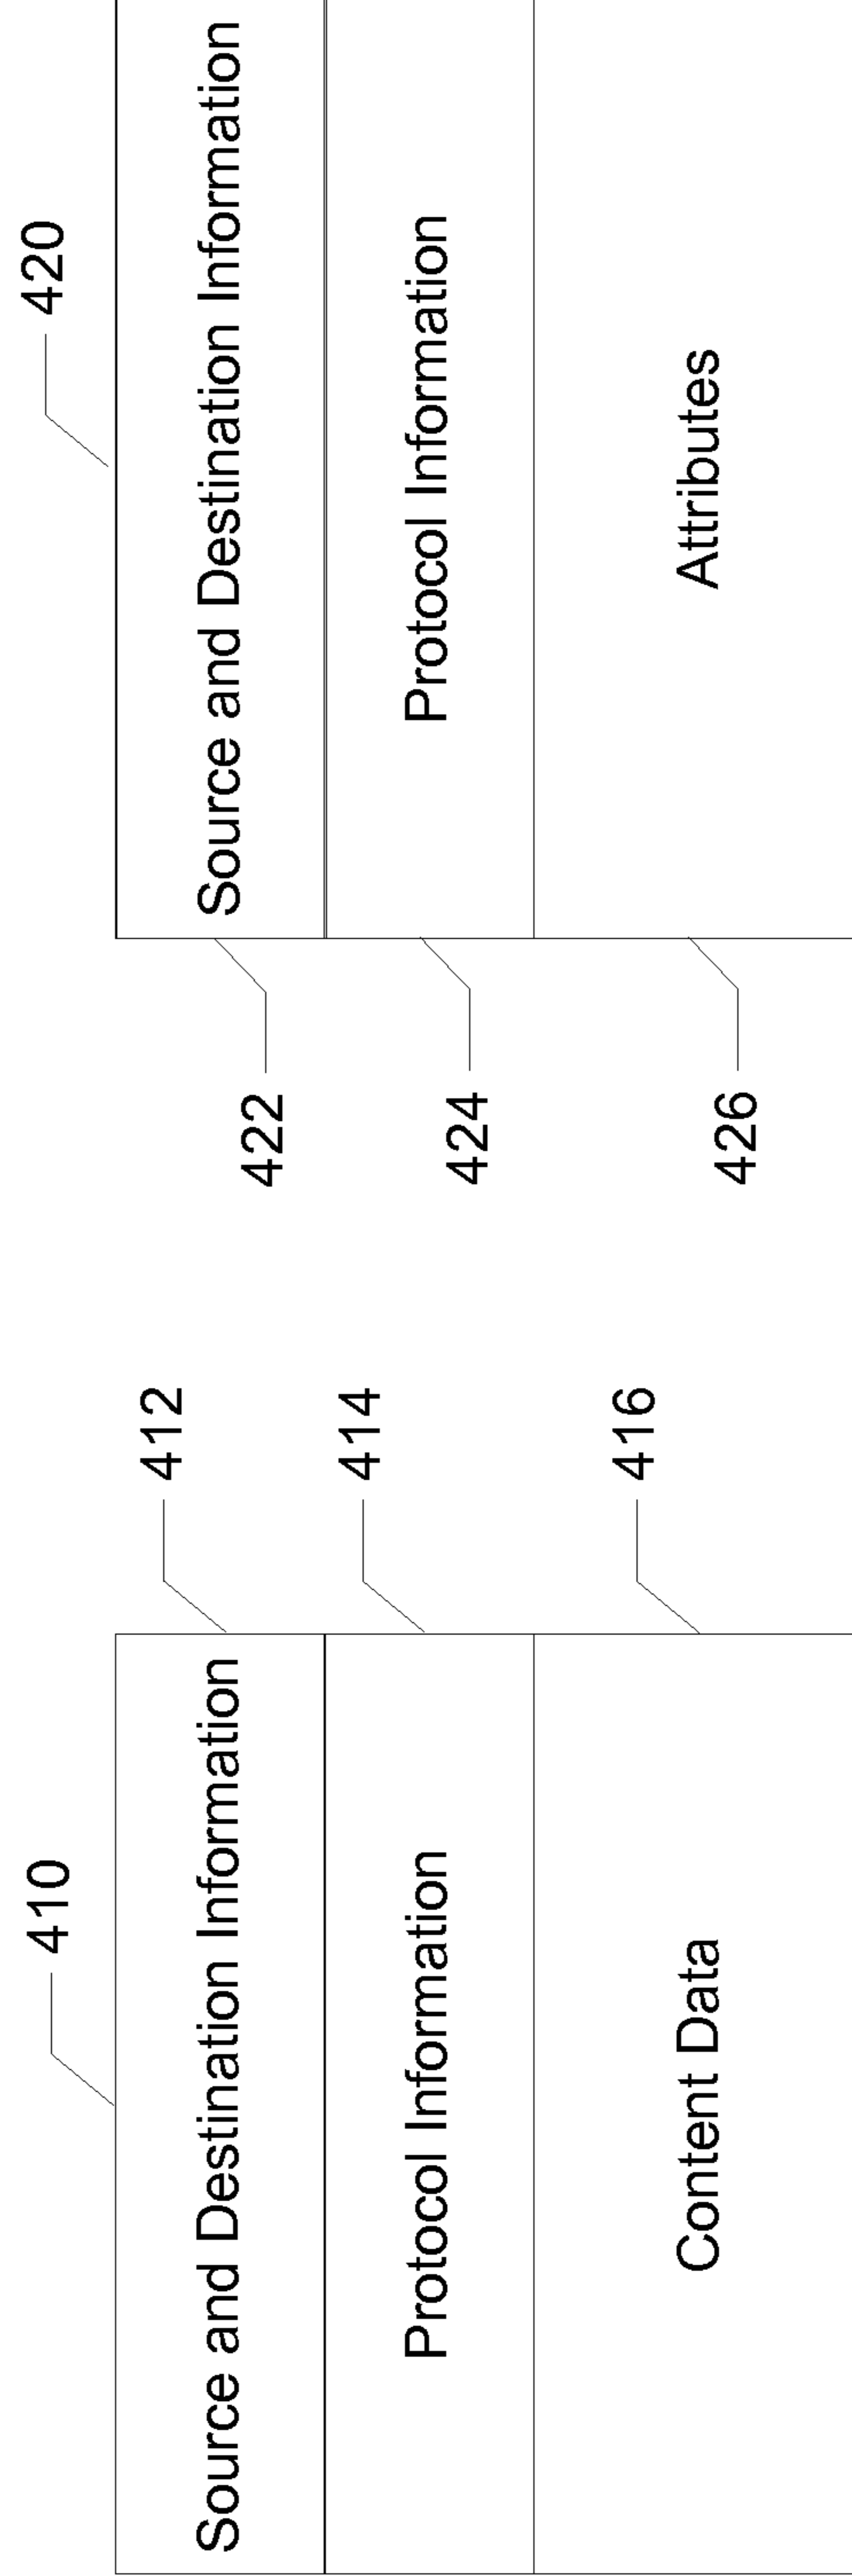 410
Source and Destination Information
412
Protocol Information
414
Content Data
416
420
Source and Destination Information
422
Protocol Information
424
Attributes
426